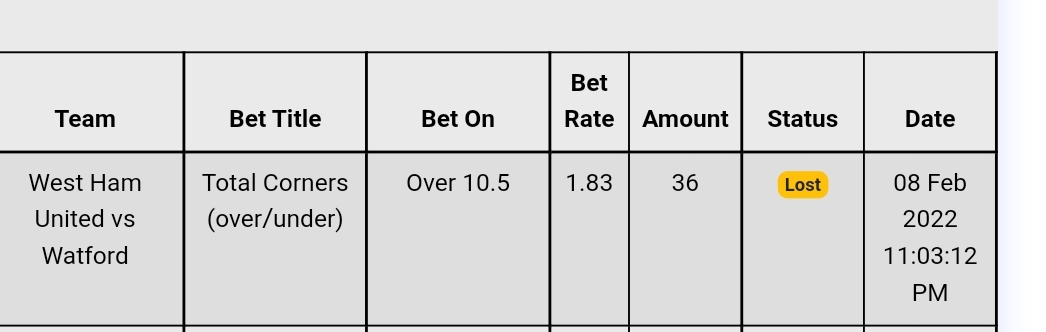 Team
Bet Title
Bet On
Bet
Rate
Amount
Status
Date
West Ham
United vs
Watford
Total Corners
(over/under)
Over 10.5
1.83
36
Lost
08 Feb
2022
11:03:12
PM